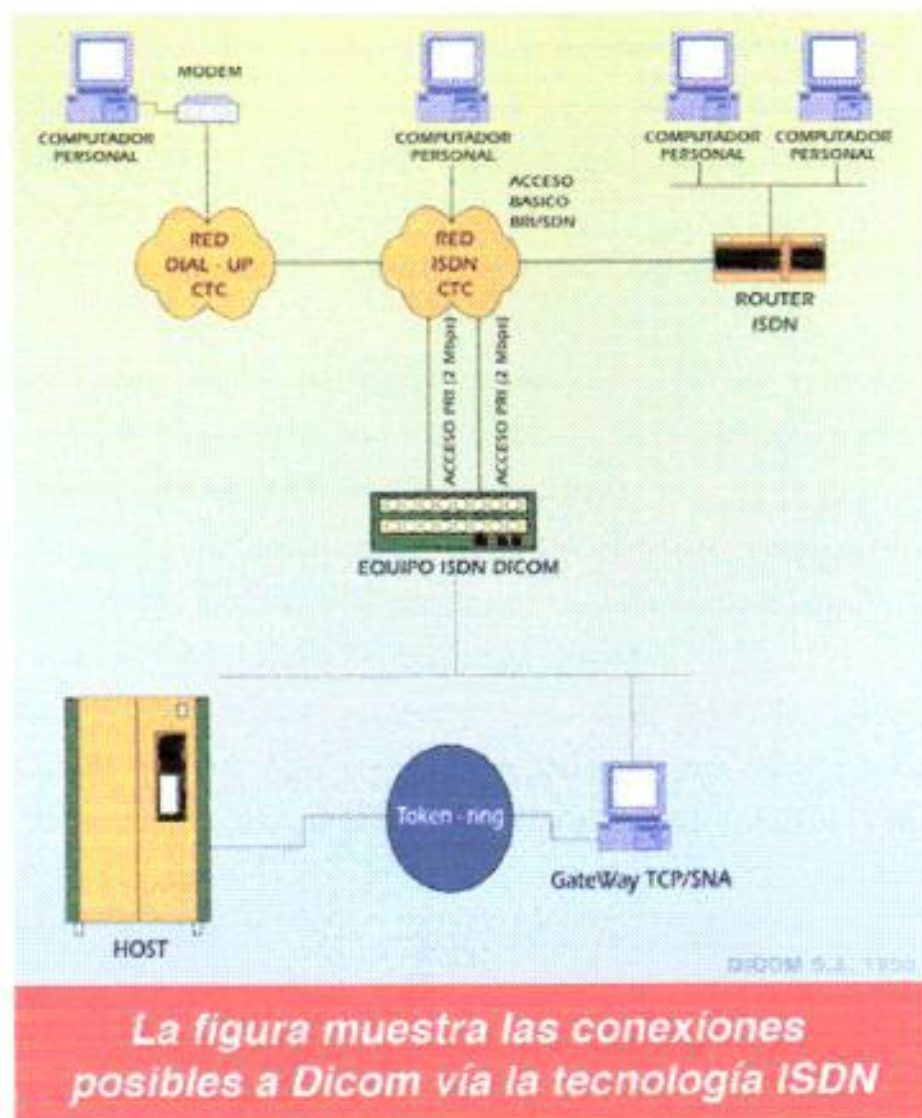 MODEM
COMPUTADOR
PERSONAL
COMPUTADOR
PERSONAL
COMPUTADOR
PERSONAL
COMPUTADOR
PERSONAL
ACCESO
BASICO
BRI/SDN
RED
DIAL - UP
CTC
RED
ISDN
CTC
ROUTER
ISDN
ACCESO PRI (2 Mbps)
ACCESO PRI (2 Mbps)
EQUIPO ISDN DICOM
Token - ring
GateWay TCP/SNA
HOST
DICOM S.A.
La figura muestra las conexiones
posibles a Dicom vía la tecnología ISDN